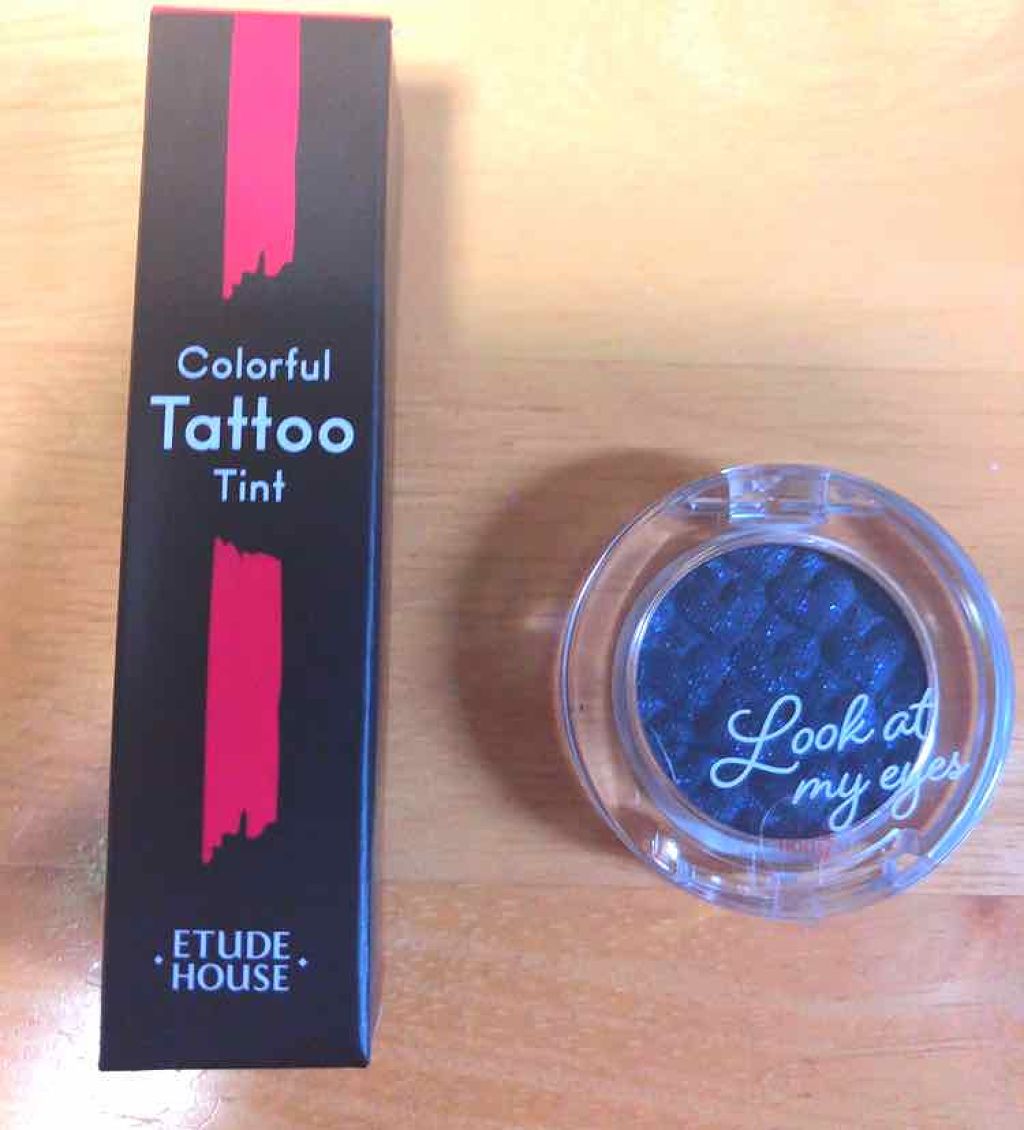 Colorful
Tattoo
Tint
ETUDE
HOUSE
Look at
my eyes